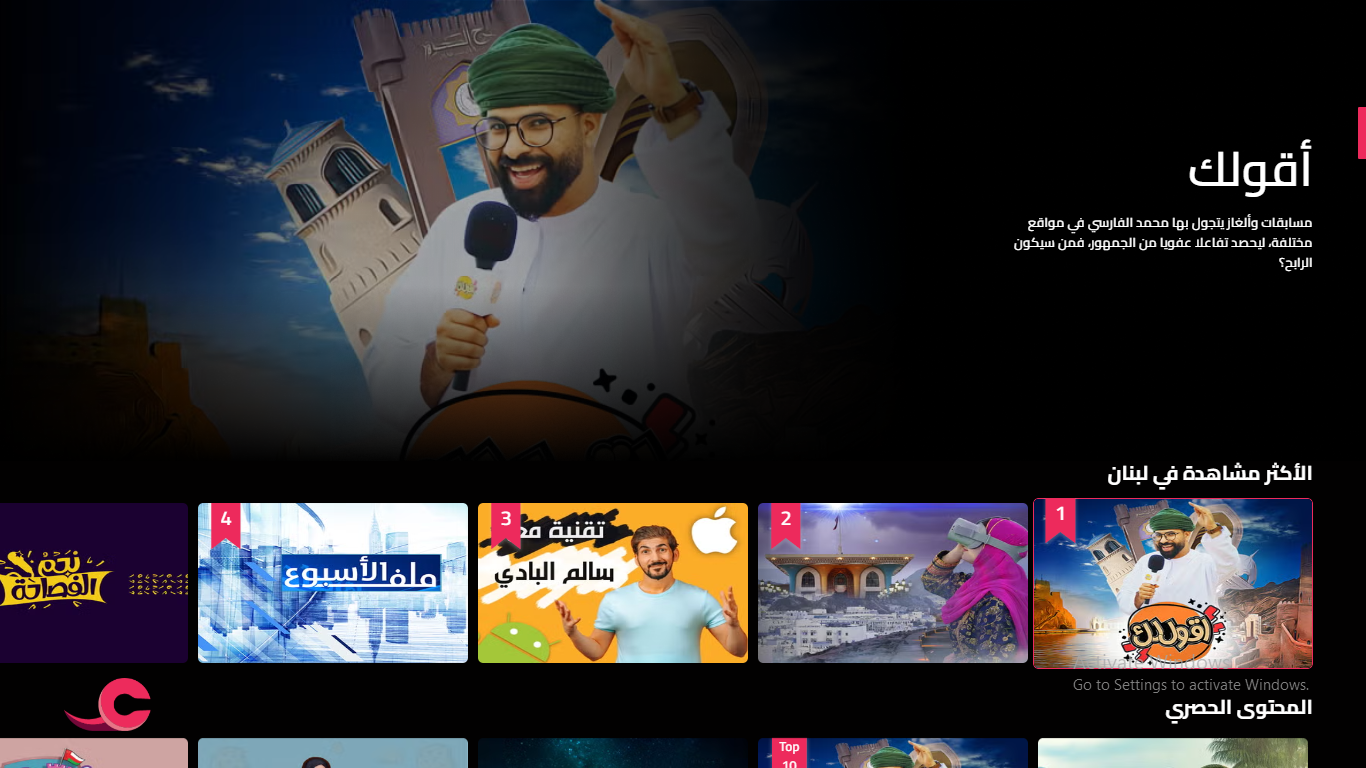 أقولك
مسابقات وألغاز يتجول بها محمد الفارسي في مواقع
مختلفة، ليحصد تفاعلا عفويا من الجمهور، فمن سيكون
الرابح؟
الأكثر مشاهدة في لبنان
1
اقوللك
2
3
تقنية مع
سالم البادي
4
ملف الأسبوع
نجم
الفصاحة
Activate Windows
Go to Settings to activate Windows.
المحتوى الحصري
Top
10